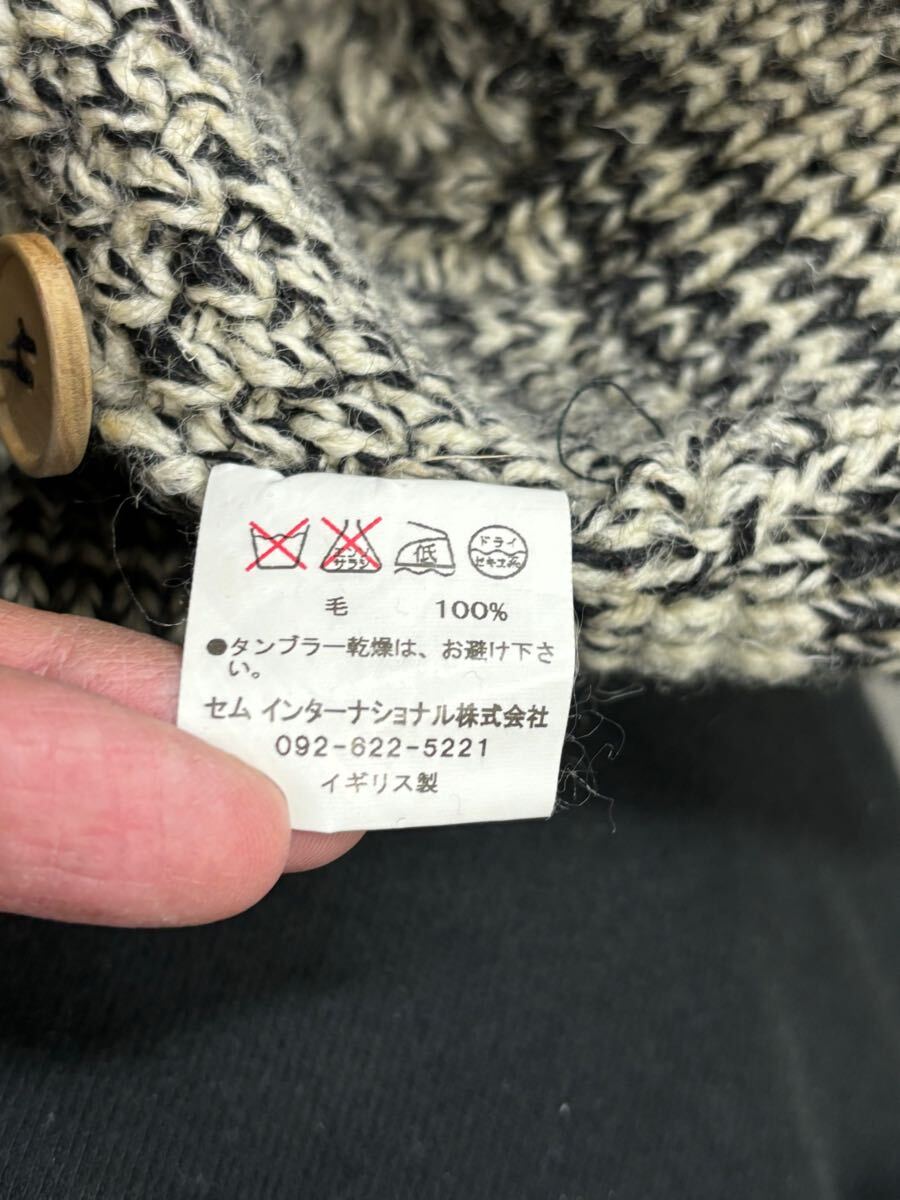 エンソ
サラシ
低
ドライ
セキユ系
毛 100%
●タンブラー乾燥は、お避け下さ
い。
セム インターナショナル株式会社
092-622-5221
イギリス製